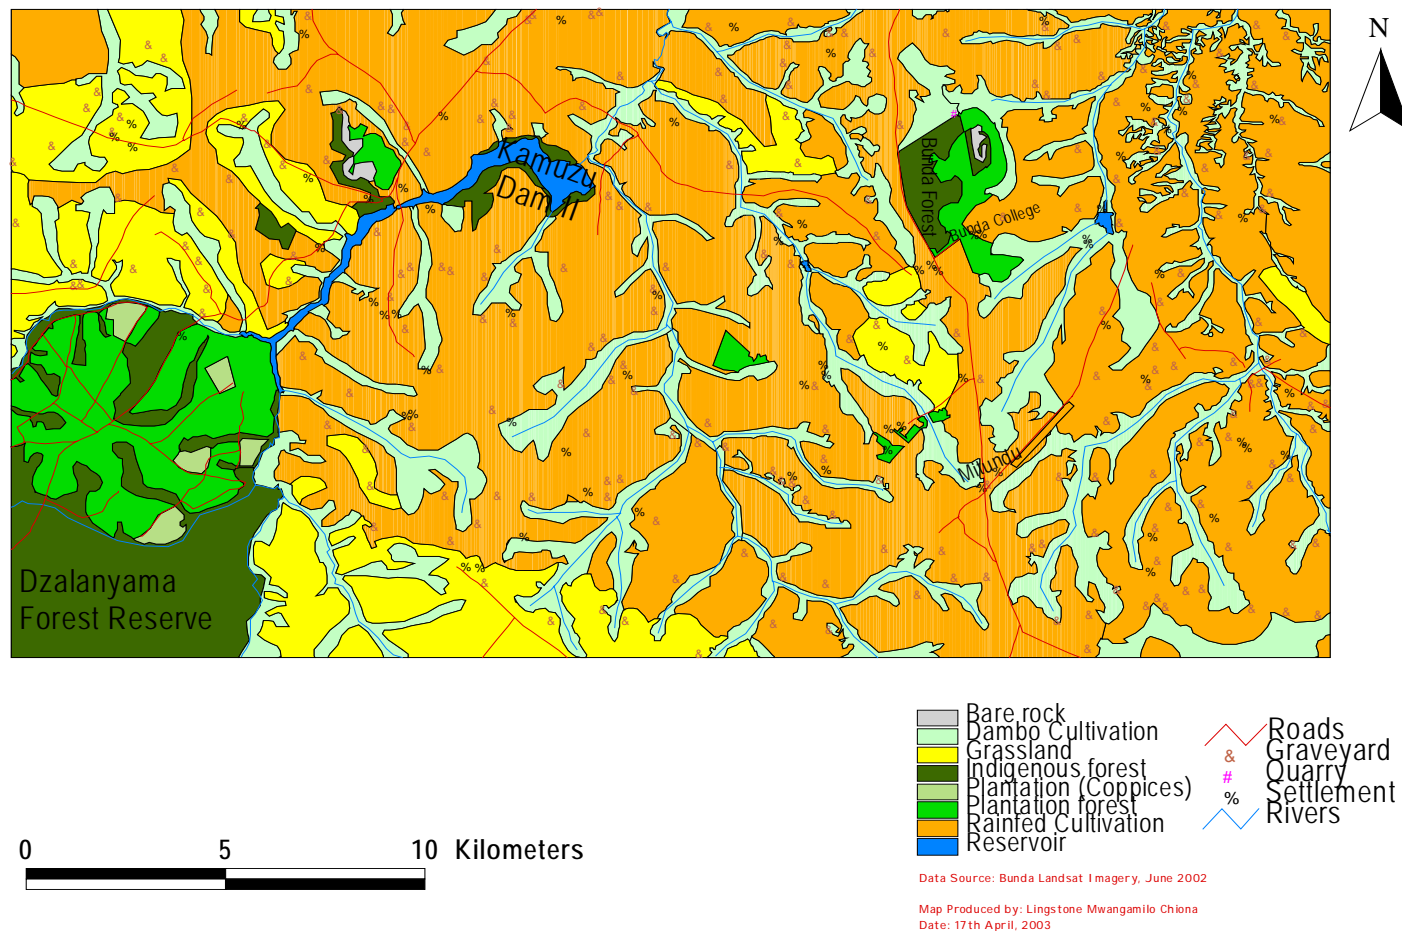 N
Kamuzu
Dam II
Bunda Forest
Bunda College
Mitundu
Dzalanyama
Forest Reserve
Bare rock
Dambo Cultivation
Grassland
Indigenous forest
Plantation (Coppices)
Plantation forest
Rainfed Cultivation
Reservoir
Roads
& Graveyard
# Quarry
% Settlement
Rivers
0 5 10 Kilometers
Data Source: Bunda Landsat Imagery, June 2002
Map Produced by: Lingstone Mwangamilo Chiona
Date: 17th April, 2003